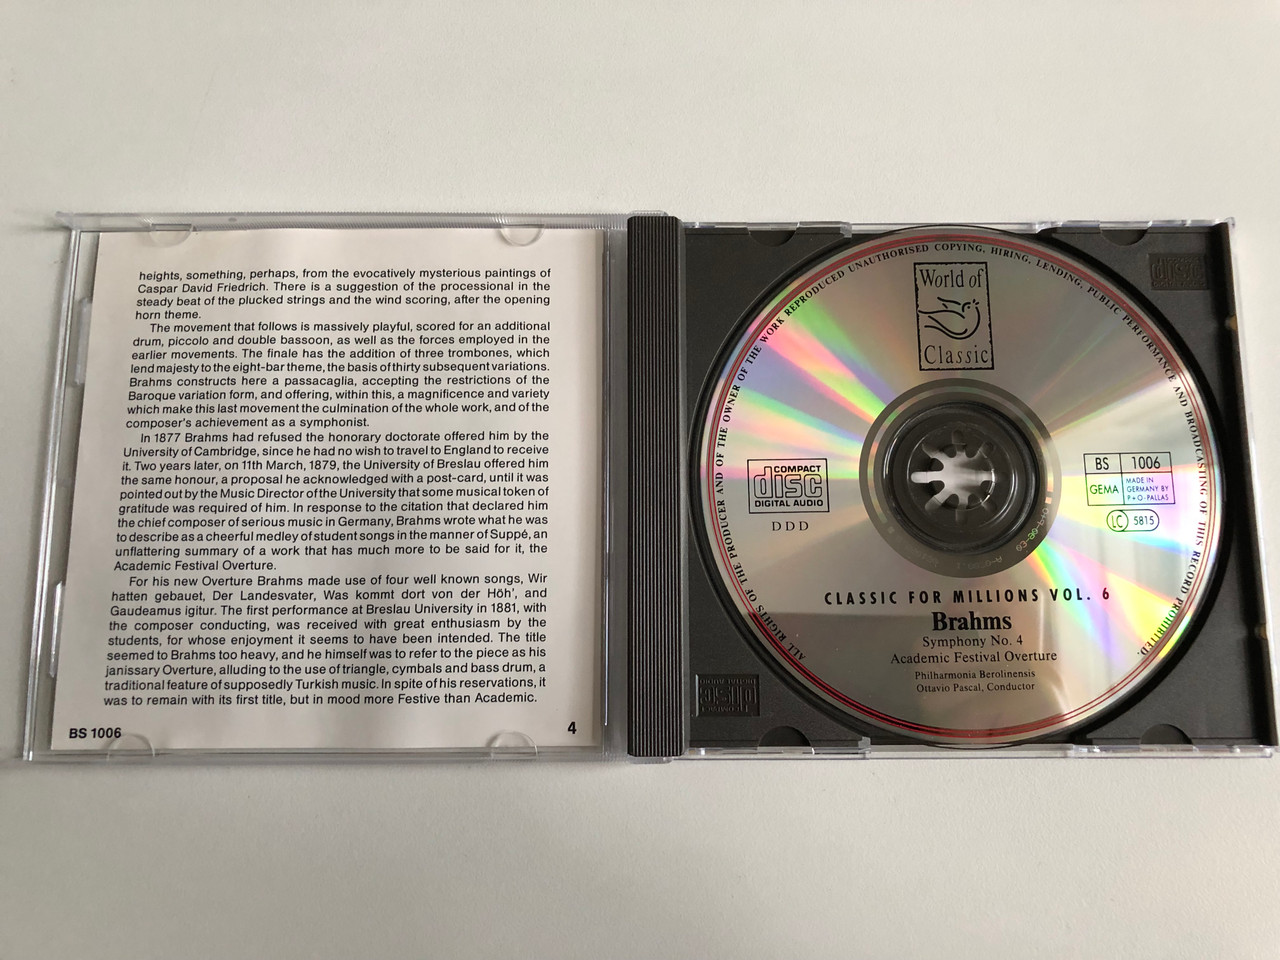 heights, something, perhaps, from the evocatively mysterious paintings of
Caspar David Friedrich. There is a suggestion of the processional in the
steady beat of the plucked strings and the wind scoring, after the opening
horn theme.
The movement that follows is massively playful, scored for an additional
drum, piccolo and double bassoon, as well as the forces employed in the
earlier movements. The finale has the addition of three trombones, which
lend majesty to the eight-bar theme, the basis of thirty subsequent variations.
Brahms constructs here a passacaglia, accepting the restrictions of the
Baroque variation form, and offering, within this, a magnificence and variety
which make this last movement the culmination of the whole work, and of the
composer's achievement as a symphonist.
In 1877 Brahms had refused the honorary doctorate offered him by the
University of Cambridge, since he had no wish to travel to England to receive
it. Two years later, on 11th March, 1879, the University of Breslau offered him
the same honour, a proposal he acknowledged with a post-card, until it was
pointed out by the Music Director of the University that some musical token of
gratitude was required of him. In response to the citation that declared him
the chief composer of serious music in Germany, Brahms wrote what he was
to describe as a cheerful medley of student songs in the manner of Suppé, an
unflattering summary of a work that has much more to be said for it, the
Academic Festival Overture.
For his new Overture Brahms made use of four well known songs, Wir
hatten gebauet, Der Landesvater, Was kommt dort von der Höh', and
Gaudeamus igitur. The first performance at Breslau University in 1881, with
the composer conducting, was received with great enthusiasm by the
students, for whose enjoyment it seems to have been intended. The title
seemed to Brahms too heavy, and he himself was to refer to the piece as his
janissary Overture, alluding to the use of triangle, cymbals and bass drum, a
traditional feature of supposedly Turkish music. In spite of his reservations, it
was to remain with its first title, but in mood more Festive than Academic.
BS 1006
4
ALL RIGHTS OF THE PRODUCER AND OF THE OWNER OF THE WORK REPRODUCED UNAUTHORISED COPYING, HIRING, LENDING, PUBLIC PERFORMANCE AND BROADCASTING OF THIS RECORD PROHIBITED.
World of
Classic
COMPACT
disc
DIGITAL AUDIO
DDD
BS 1006
GEMA
MADE IN
GERMANY BY
P+O-PALLAS
LC 5815
CLASSIC FOR MILLIONS VOL. 6
Brahms
Symphony No. 4
Academic Festival Overture
Philharmonia Berolinensis
Ottavio Pascal, Conductor